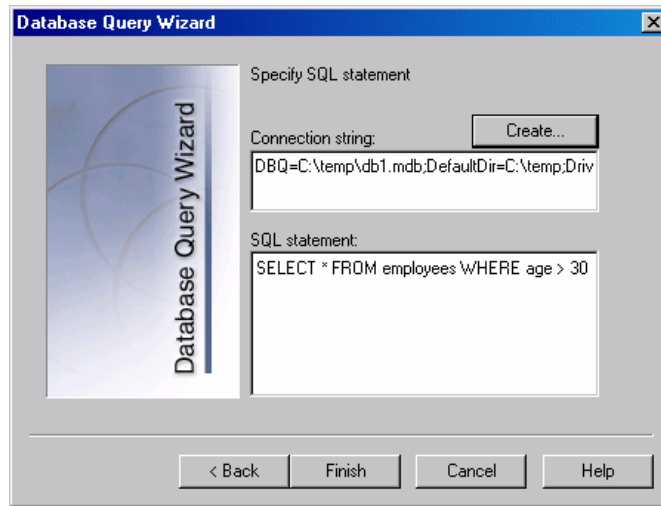 Database Query Wizard
Specify SQL statement
Create...
Connection string:
DBQ=C:\temp\db1.mdb;DefaultDir=C:\temp;Driv
SQL statement:
SELECT * FROM employees WHERE age > 30
Database Query Wizard
< Back
Finish
Cancel
Help